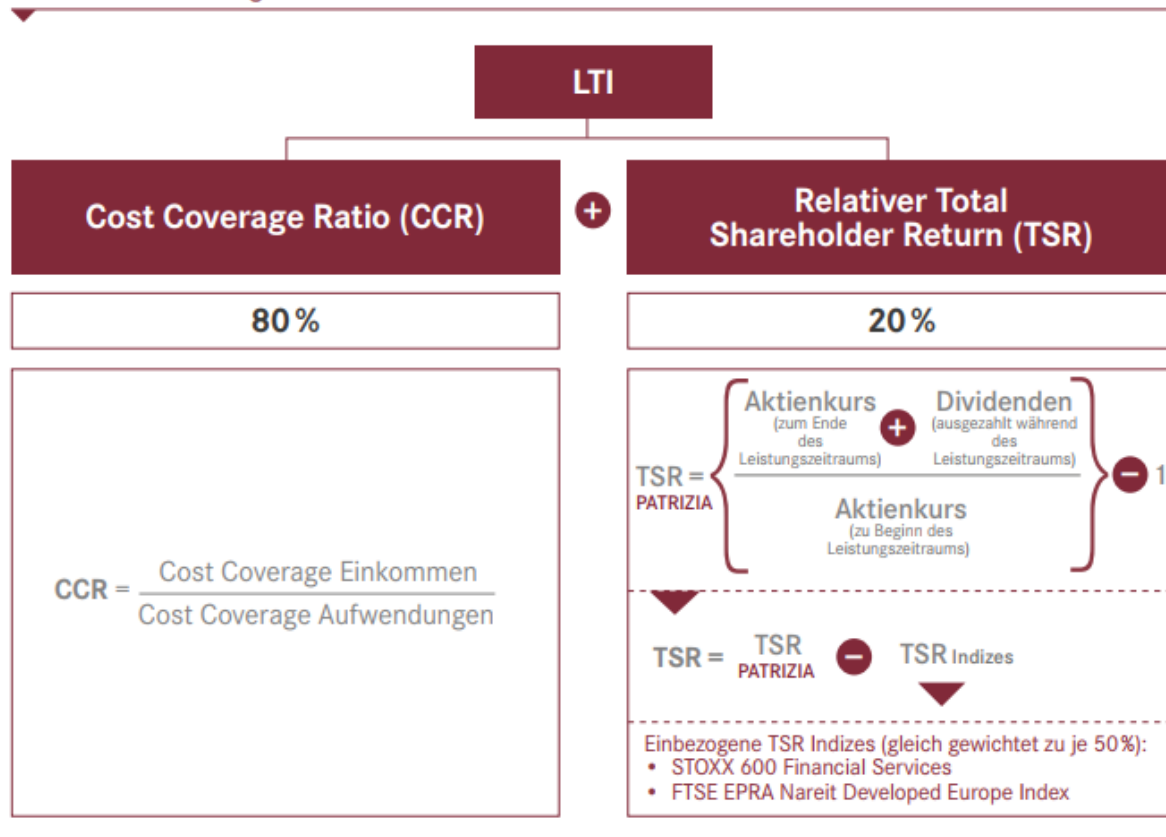 LTI
Cost Coverage Ratio (CCR)
+
Relativer Total
Shareholder Return (TSR)
80 %
20 %
CCR = Cost Coverage Einkommen
Cost Coverage Aufwendungen
Aktienkurs + Dividenden
(zum Ende (ausgezahlt während
des des
Leistungszeitraums) Leistungszeitraums)
TSR = − 1
PATRIZIA
Aktienkurs
(zu Beginn des
Leistungszeitraums)
TSR = TSR − TSR Indizes
PATRIZIA
Einbezogene TSR Indizes (gleich gewichtet zu je 50%):
• STOXX 600 Financial Services
• FTSE EPRA Nareit Developed Europe Index